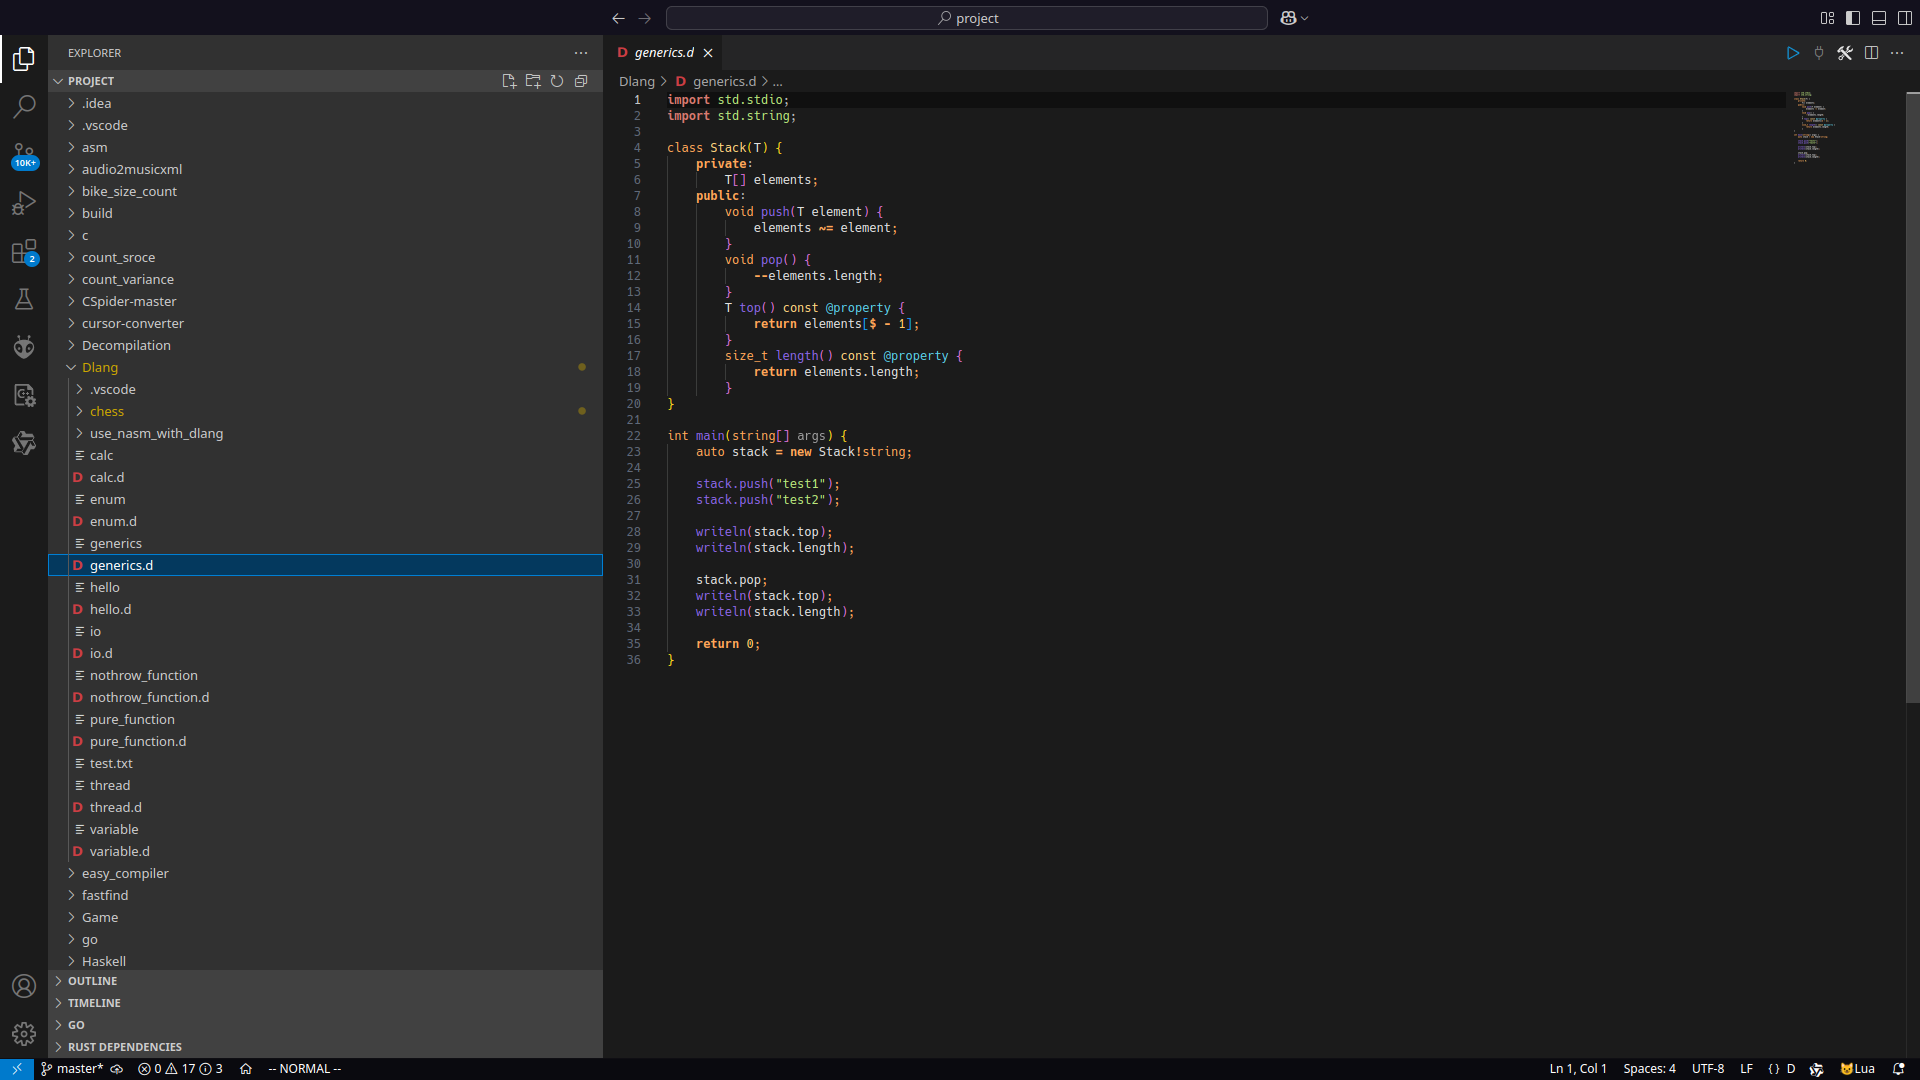 project
EXPLORER
PROJECT
.idea
.vscode
asm
audio2musicxml
bike_size_count
build
c
count_sroce
count_variance
CSpider-master
cursor-converter
Decompilation
Dlang
.vscode
chess
use_nasm_with_dlang
calc
D calc.d
enum
D enum.d
generics
D generics.d
hello
D hello.d
io
D io.d
nothrow_function
D nothrow_function.d
pure_function
D pure_function.d
test.txt
thread
D thread.d
variable
D variable.d
easy_compiler
fastfind
Game
go
Haskell
OUTLINE
TIMELINE
GO
RUST DEPENDENCIES
10K+
2
D generics.d
Dlang > D generics.d > ...
1 import std.stdio;
2 import std.string;
3
4 class Stack(T) {
5     private:
6         T[] elements;
7     public:
8         void push(T element) {
9             elements ~= element;
10         }
11         void pop() {
12             --elements.length;
13         }
14         T top() const @property {
15             return elements[$ - 1];
16         }
17         size_t length() const @property {
18             return elements.length;
19         }
20 }
21
22 int main(string[] args) {
23     auto stack = new Stack!string;
24
25     stack.push("test1");
26     stack.push("test2");
27
28     writeln(stack.top);
29     writeln(stack.length);
30
31     stack.pop;
32     writeln(stack.top);
33     writeln(stack.length);
34
35     return 0;
36 }
master* 0 17 3 -- NORMAL -- Ln 1, Col 1 Spaces: 4 UTF-8 LF { } D Lua